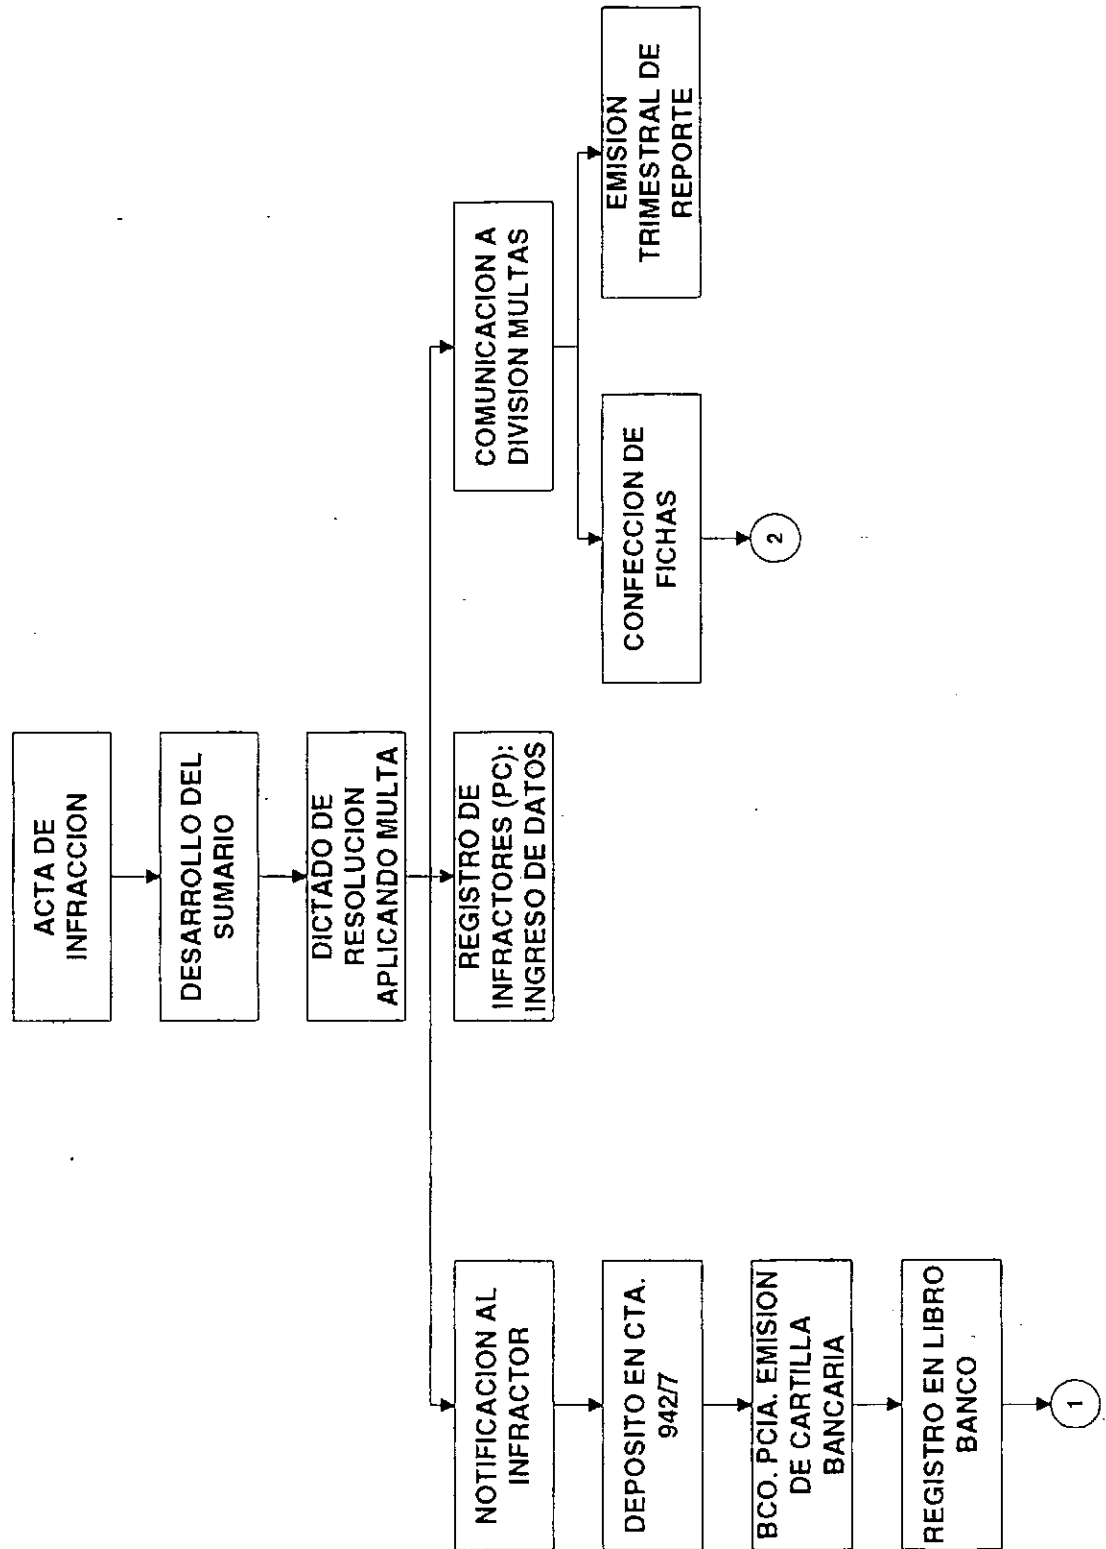 ACTA DE
INFRACCION
DESARROLLO DEL
SUMARIO
DICTADO DE
RESOLUCION
APLICANDO MULTA
NOTIFICACION AL
INFRACTOR
REGISTRO DE
INFRACTORES (PC):
INGRESO DE DATOS
COMUNICACION A
DIVISION MULTAS
DEPOSITO EN CTA.
942/7
CONFECCION DE
FICHAS
EMISION
TRIMESTRAL DE
REPORTE
BCO. PCIA. EMISION
DE CARTILLA
BANCARIA
2
REGISTRO EN LIBRO
BANCO
1